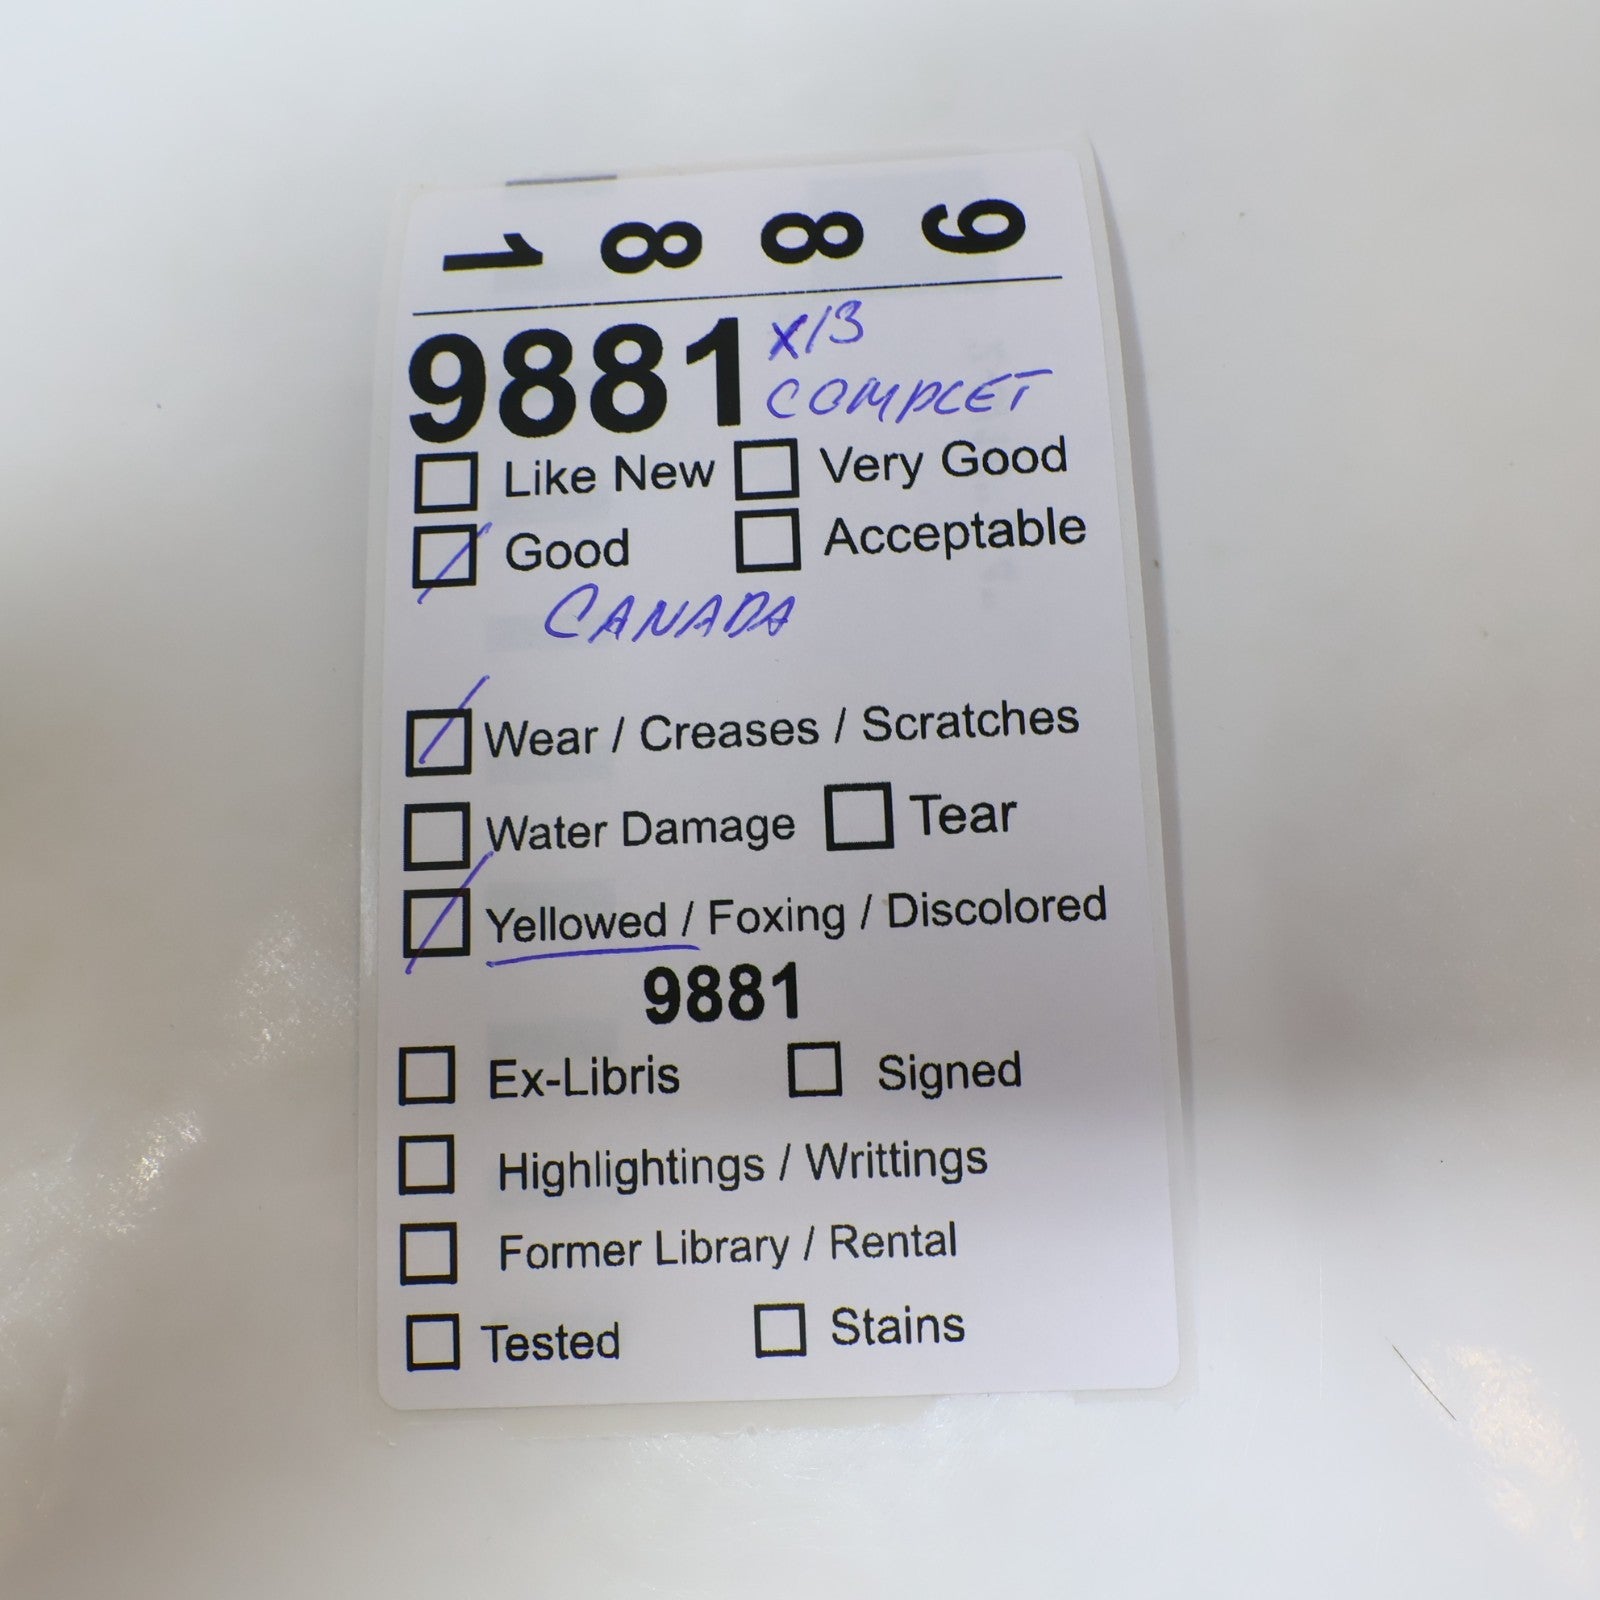 9 8 8 1
9881 x13
COMPLET
Like New Very Good
Good Acceptable
CANADA
Wear / Creases / Scratches
Water Damage Tear
Yellowed / Foxing / Discolored
9881
Ex-Libris Signed
Highlightings / Writtings
Former Library / Rental
Tested Stains